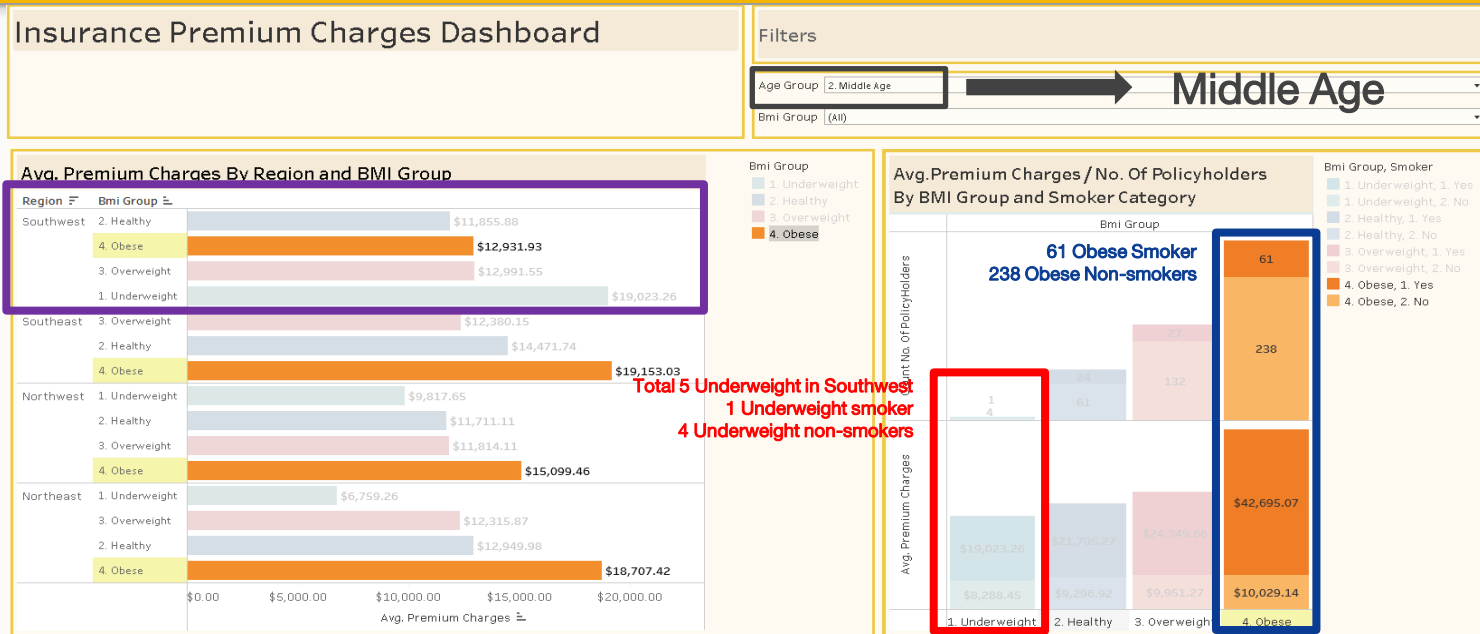 Insurance Premium Charges Dashboard
Filters
Age Group 2. Middle Age
Middle Age
Bmi Group (All)
Avg. Premium Charges By Region and BMI Group
Region Bmi Group
Southwest 2. Healthy $11,855.88
4. Obese $12,931.93
3. Overweight $12,991.55
1. Underweight $19,023.26
Southeast 3. Overweight $12,380.15
2. Healthy $14,471.74
4. Obese $19,153.03
Northwest 1. Underweight $9,817.65
2. Healthy $11,711.11
3. Overweight $11,814.11
4. Obese $15,099.46
Northeast 1. Underweight $6,759.26
3. Overweight $12,315.87
2. Healthy $12,949.98
4. Obese $18,707.42
$0.00 $5,000.00 $10,000.00 $15,000.00 $20,000.00
Avg. Premium Charges
Bmi Group
1. Underweight
2. Healthy
3. Overweight
4. Obese
Avg.Premium Charges / No. Of Policyholders
By BMI Group and Smoker Category
Bmi Group
61 Obese Smoker
238 Obese Non-smokers
Total 5 Underweight in Southwest
1 Underweight smoker
4 Underweight non-smokers
Count No. Of PolicyHolders
1
4
24
61
27
132
61
238
Avg. Premium Charges
$19,023.26
$8,288.45
$21,705.27
$9,296.92
$24,349.66
$9,951.27
$42,695.07
$10,029.14
1. Underweight 2. Healthy 3. Overweight 4. Obese
Bmi Group, Smoker
1. Underweight, 1. Yes
1. Underweight, 2. No
2. Healthy, 1. Yes
2. Healthy, 2. No
3. Overweight, 1. Yes
3. Overweight, 2. No
4. Obese, 1. Yes
4. Obese, 2. No